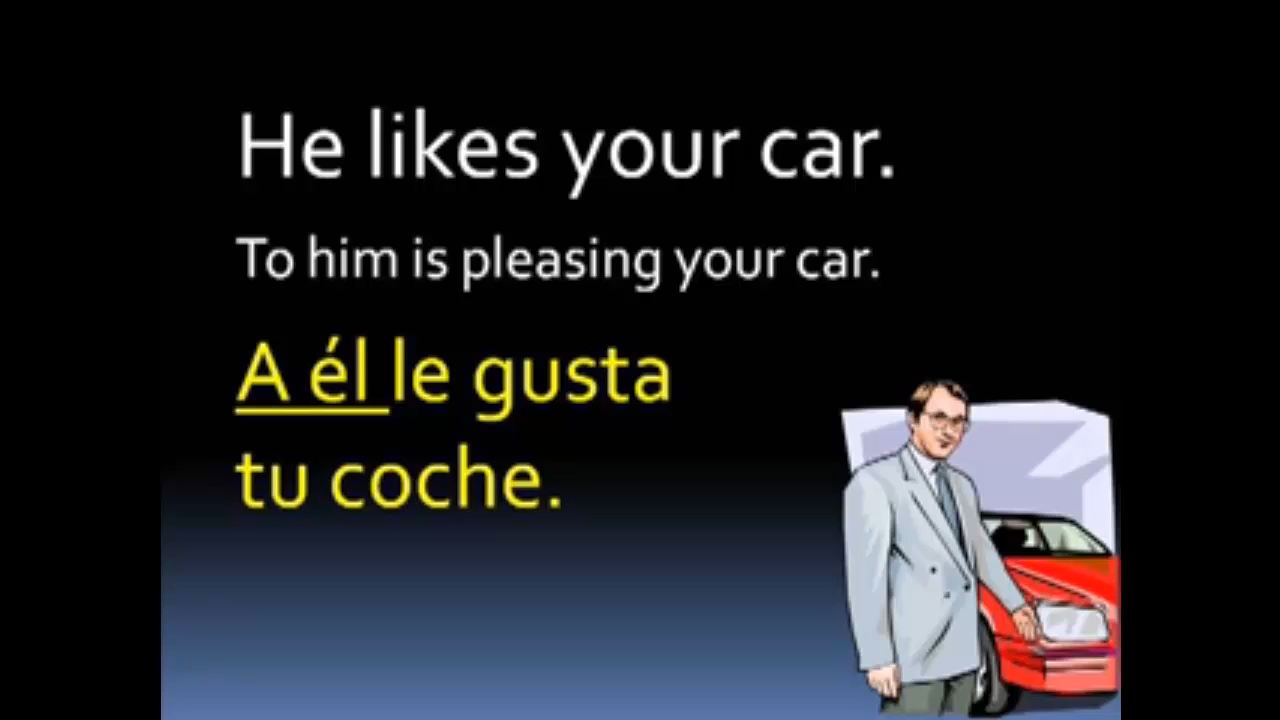 He likes your car.
To him is pleasing your car.
A él le gusta
tu coche.